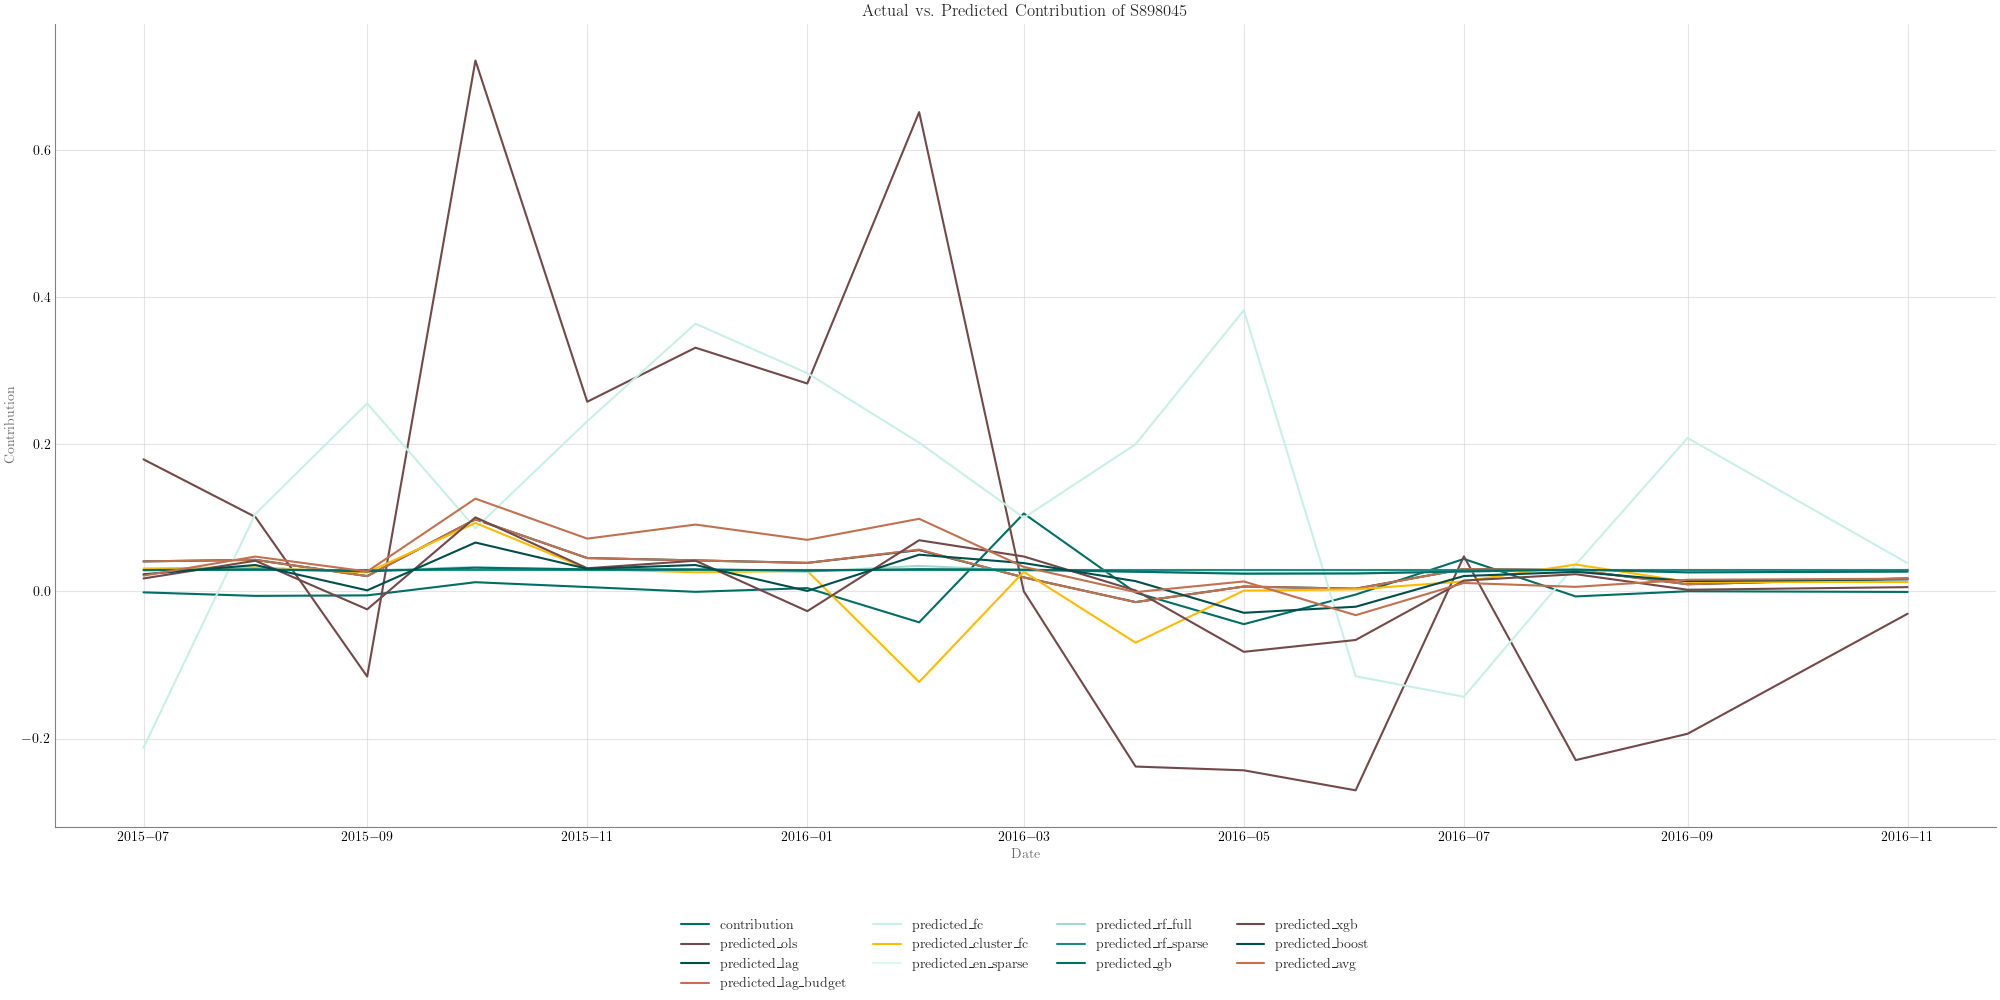 Actual vs. Predicted Contribution of S898045
Contribution
0.6
0.4
0.2
0.0
−0.2
2015−07 2015−09 2015−11 2016−01 2016−03 2016−05 2016−07 2016−09 2016−11
Date
contribution predicted_fc predicted_rf_full predicted_xgb
predicted_ols predicted_cluster_fc predicted_rf_sparse predicted_boost
predicted_lag predicted_en_sparse predicted_gb predicted_avg
predicted_lag_budget